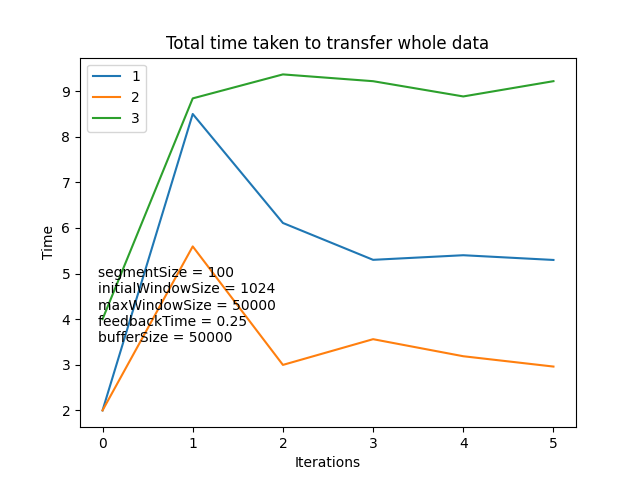 Total time taken to transfer whole data
1
2
3
9
8
7
6
5
4
3
2
Time
segmentSize = 100
initialWindowSize = 1024
maxWindowSize = 50000
feedbackTime = 0.25
bufferSize = 50000
0 1 2 3 4 5
Iterations